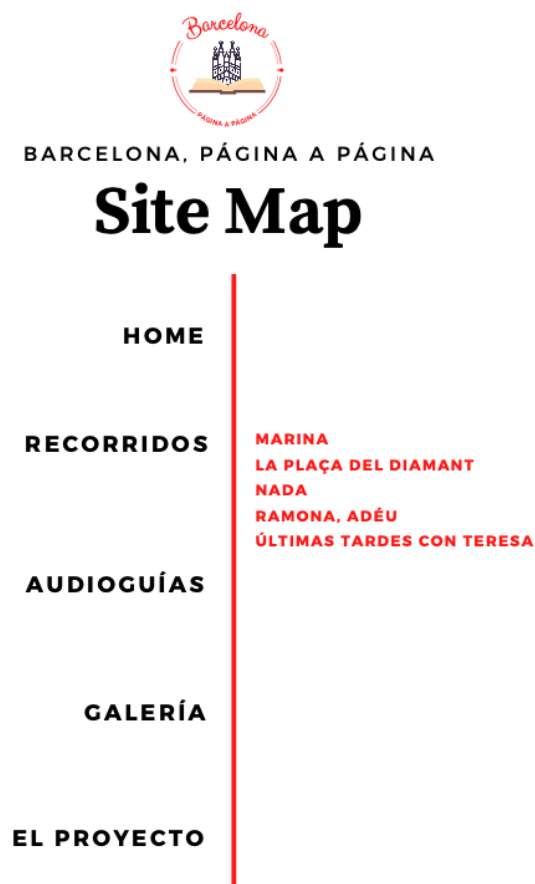 Barcelona
PÁGINA A PÁGINA
BARCELONA, PÁGINA A PÁGINA
Site Map
HOME
RECORRIDOS
MARINA
LA PLAÇA DEL DIAMANT
NADA
RAMONA, ADÉU
ÚLTIMAS TARDES CON TERESA
AUDIOGUÍAS
GALERÍA
EL PROYECTO